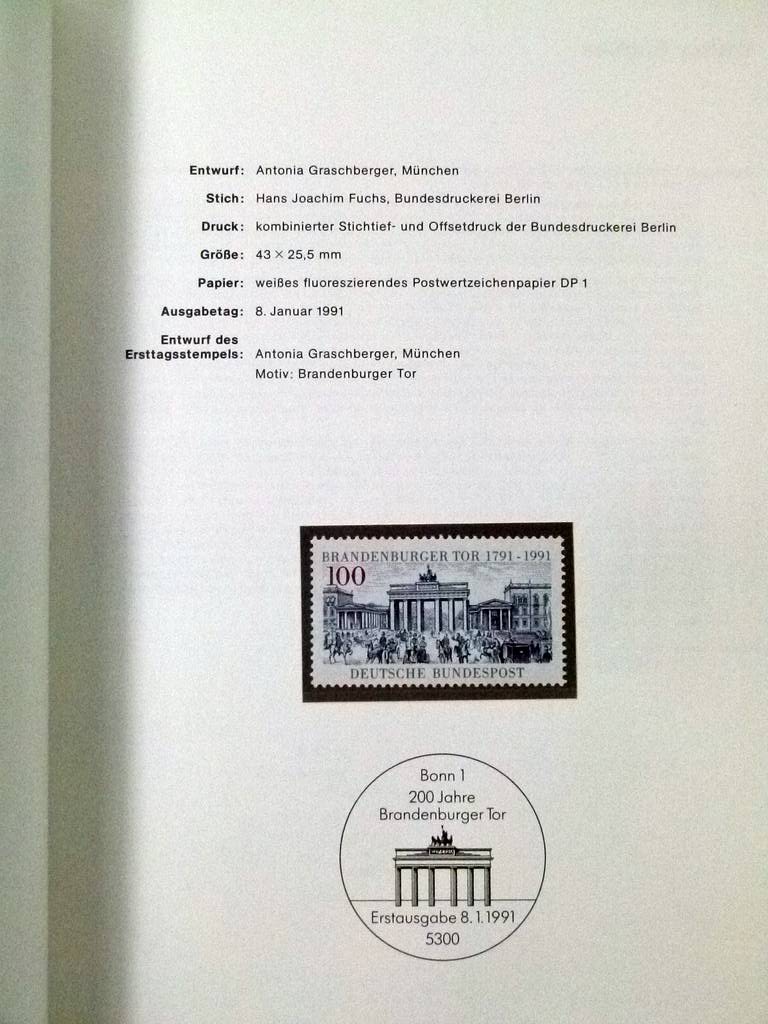 Entwurf: Antonia Graschberger, München
Stich: Hans Joachim Fuchs, Bundesdruckerei Berlin
Druck: kombinierter Stichtief- und Offsetdruck der Bundesdruckerei Berlin
Größe: 43 × 25,5 mm
Papier: weißes fluoreszierendes Postwertzeichenpapier DP 1
Ausgabetag: 8. Januar 1991
Entwurf des
Ersttagsstempels: Antonia Graschberger, München
Motiv: Brandenburger Tor
BRANDENBURGER TOR 1791-1991
100
DEUTSCHE BUNDESPOST
Bonn 1
200 Jahre
Brandenburger Tor
Erstausgabe 8.1.1991
5300